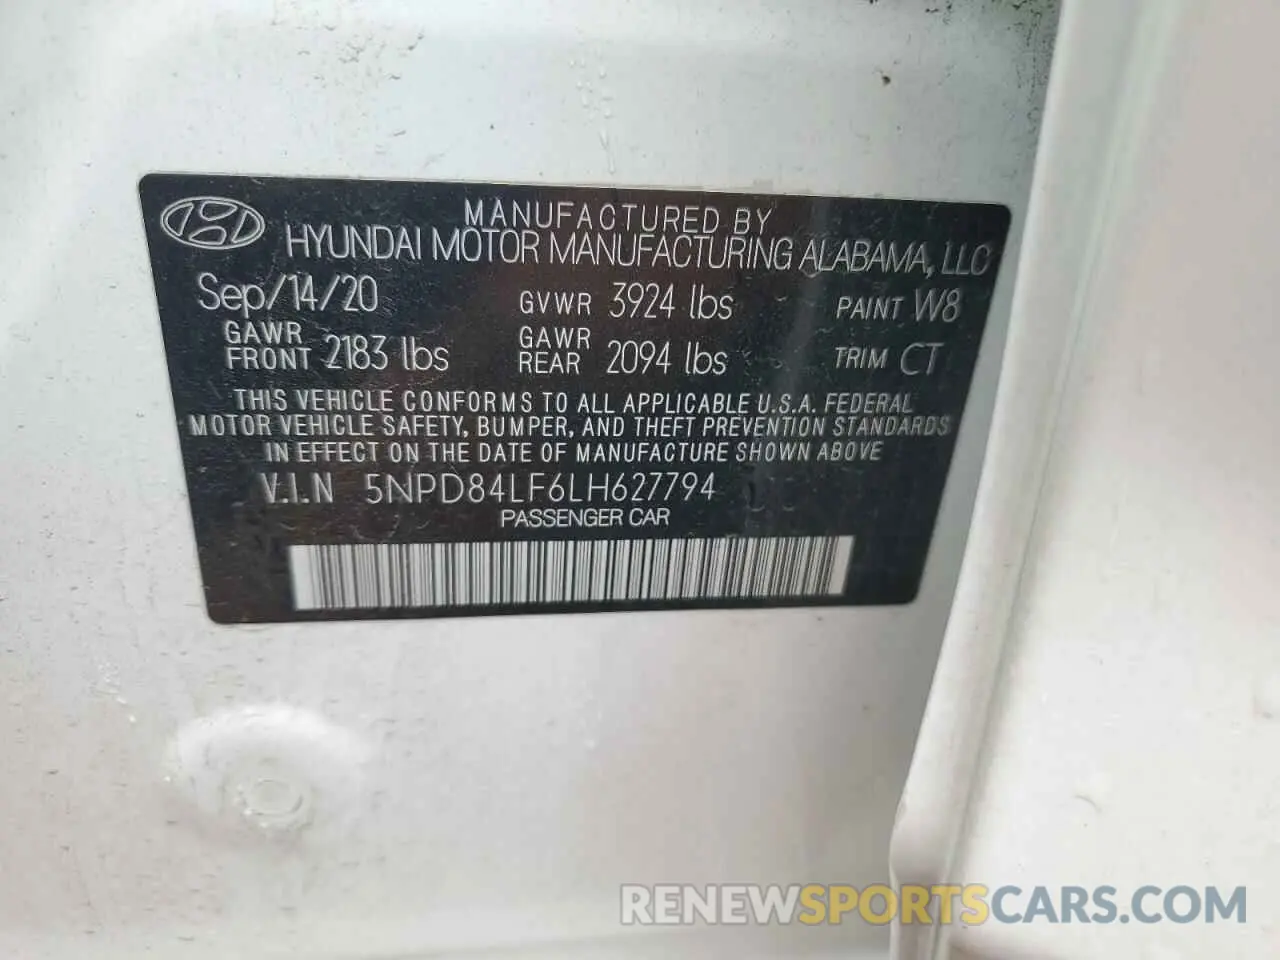 MANUFACTURED BY
HYUNDAI MOTOR MANUFACTURING ALABAMA, LLC
Sep/14/20 GVWR 3924 lbs PAINT W8
GAWR FRONT 2183 lbs GAWR REAR 2094 lbs TRIM CT
THIS VEHICLE CONFORMS TO ALL APPLICABLE U.S.A. FEDERAL
MOTOR VEHICLE SAFETY, BUMPER, AND THEFT PREVENTION STANDARDS
IN EFFECT ON THE DATE OF MANUFACTURE SHOWN ABOVE
V.I.N 5NPD84LF6LH627794
PASSENGER CAR
RENEWSPORTSCARS.COM